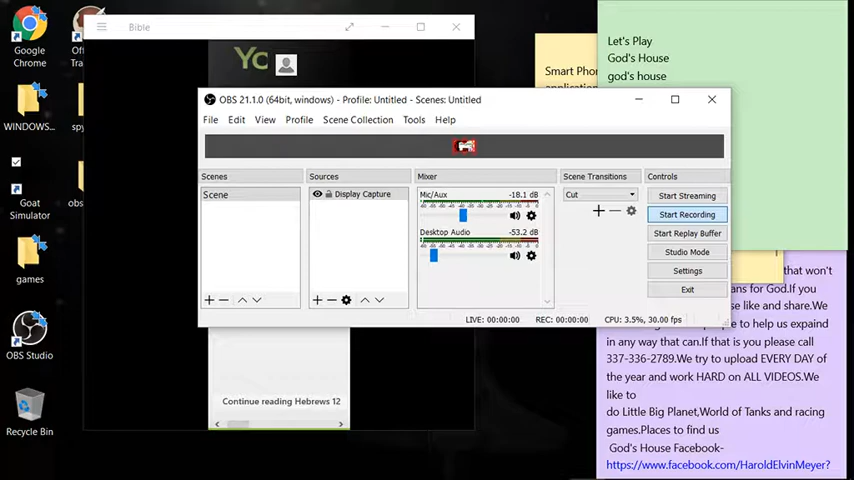 Google
Chrome
WINDOWS...
Goat
Simulator
games
OBS Studio
Recycle Bin
Bible
Continue reading Hebrews 12
OBS 21.1.0 (64bit, windows) - Profile: Untitled - Scenes: Untitled
File Edit View Profile Scene Collection Tools Help
Scenes Sources Mixer Scene Transitions Controls
Scene
Display Capture
Mic/Aux -18.1 dB
Desktop Audio -53.2 dB
Cut
Start Streaming
Start Recording
Start Replay Buffer
Studio Mode
Settings
Exit
LIVE: 00:00:00 REC: 00:00:00 CPU: 3.5%, 30.00 fps
Smart Phon
Let's Play
God's House
god's house
that won't
ans for God.If you
se like and share.We
to help us expaind
in any way that can.If that is you please call
337-336-2789.We try to upload EVERY DAY of
the year and work HARD on ALL VIDEOS.We
like to
do Little Big Planet,World of Tanks and racing
games.Places to find us
God's House Facebook-
https://www.facebook.com/HaroldElvinMeyer?